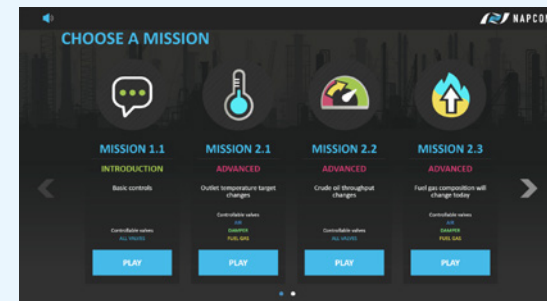 NAPCON
CHOOSE A MISSION
MISSION 1.1
INTRODUCTION
Basic controls
Controllable valves
ALL VALVES
PLAY
MISSION 2.1
ADVANCED
Outlet temperature target
changes
Controllable valves
AIR
DAMPER
FUEL GAS
PLAY
MISSION 2.2
ADVANCED
Crude oil throughput
changes
Controllable valves
ALL VALVES
PLAY
MISSION 2.3
ADVANCED
Fuel gas composition will
change today
Controllable valves
AIR
DAMPER
FUEL GAS
PLAY